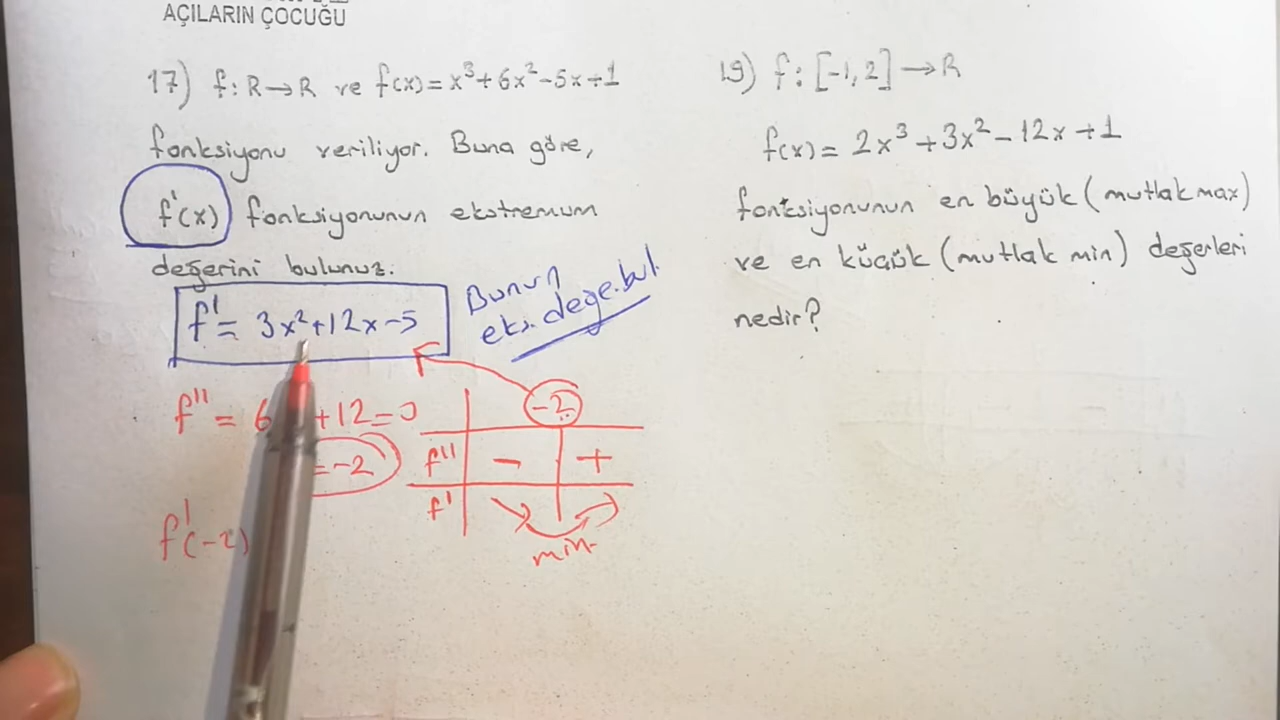 AÇILARIN ÇOCUĞU
17) f: R→R ve f(x)=x³+6x²-5x+1
fonksiyonu veriliyor. Buna göre,
f'(x) fonksiyonunun ekstremum
değerini bulunuz.
f' = 3x²+12x-5
Bunun
eks. değe. bul.
f'' = 6 +12=0
=-2
f'(-2)
-2
f'' - +
f'
min.
19) f: [-1,2]→R
f(x)= 2x³+3x²-12x+1
fonksiyonunun en büyük (mutlak max)
ve en küçük (mutlak min) değerleri
nedir?